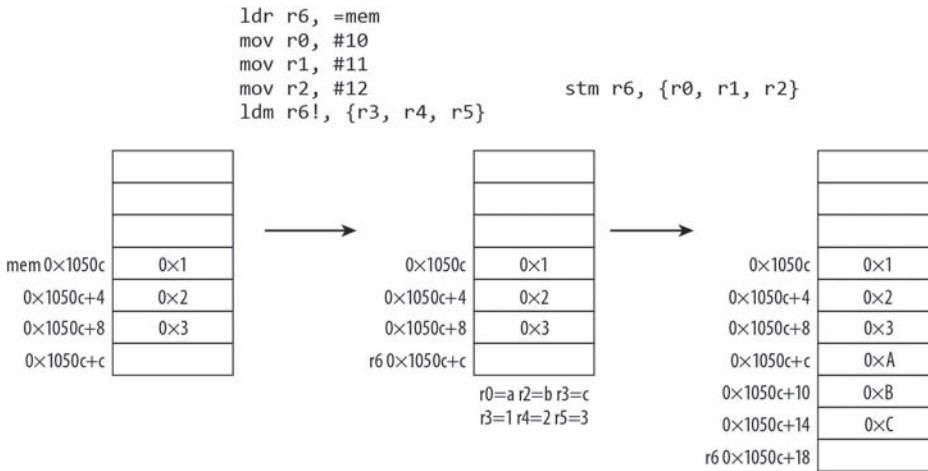 ldr r6, =mem
mov r0, #10
mov r1, #11
mov r2, #12
ldm r6!, {r3, r4, r5}
stm r6, {r0, r1, r2}
mem 0×1050c 0×1
0×1050c+4 0×2
0×1050c+8 0×3
0×1050c+c
0×1050c 0×1
0×1050c+4 0×2
0×1050c+8 0×3
r6 0×1050c+c
r0=a r2=b r3=c
r3=1 r4=2 r5=3
0×1050c 0×1
0×1050c+4 0×2
0×1050c+8 0×3
0×1050c+c 0×A
0×1050c+10 0×B
0×1050c+14 0×C
r6 0×1050c+18